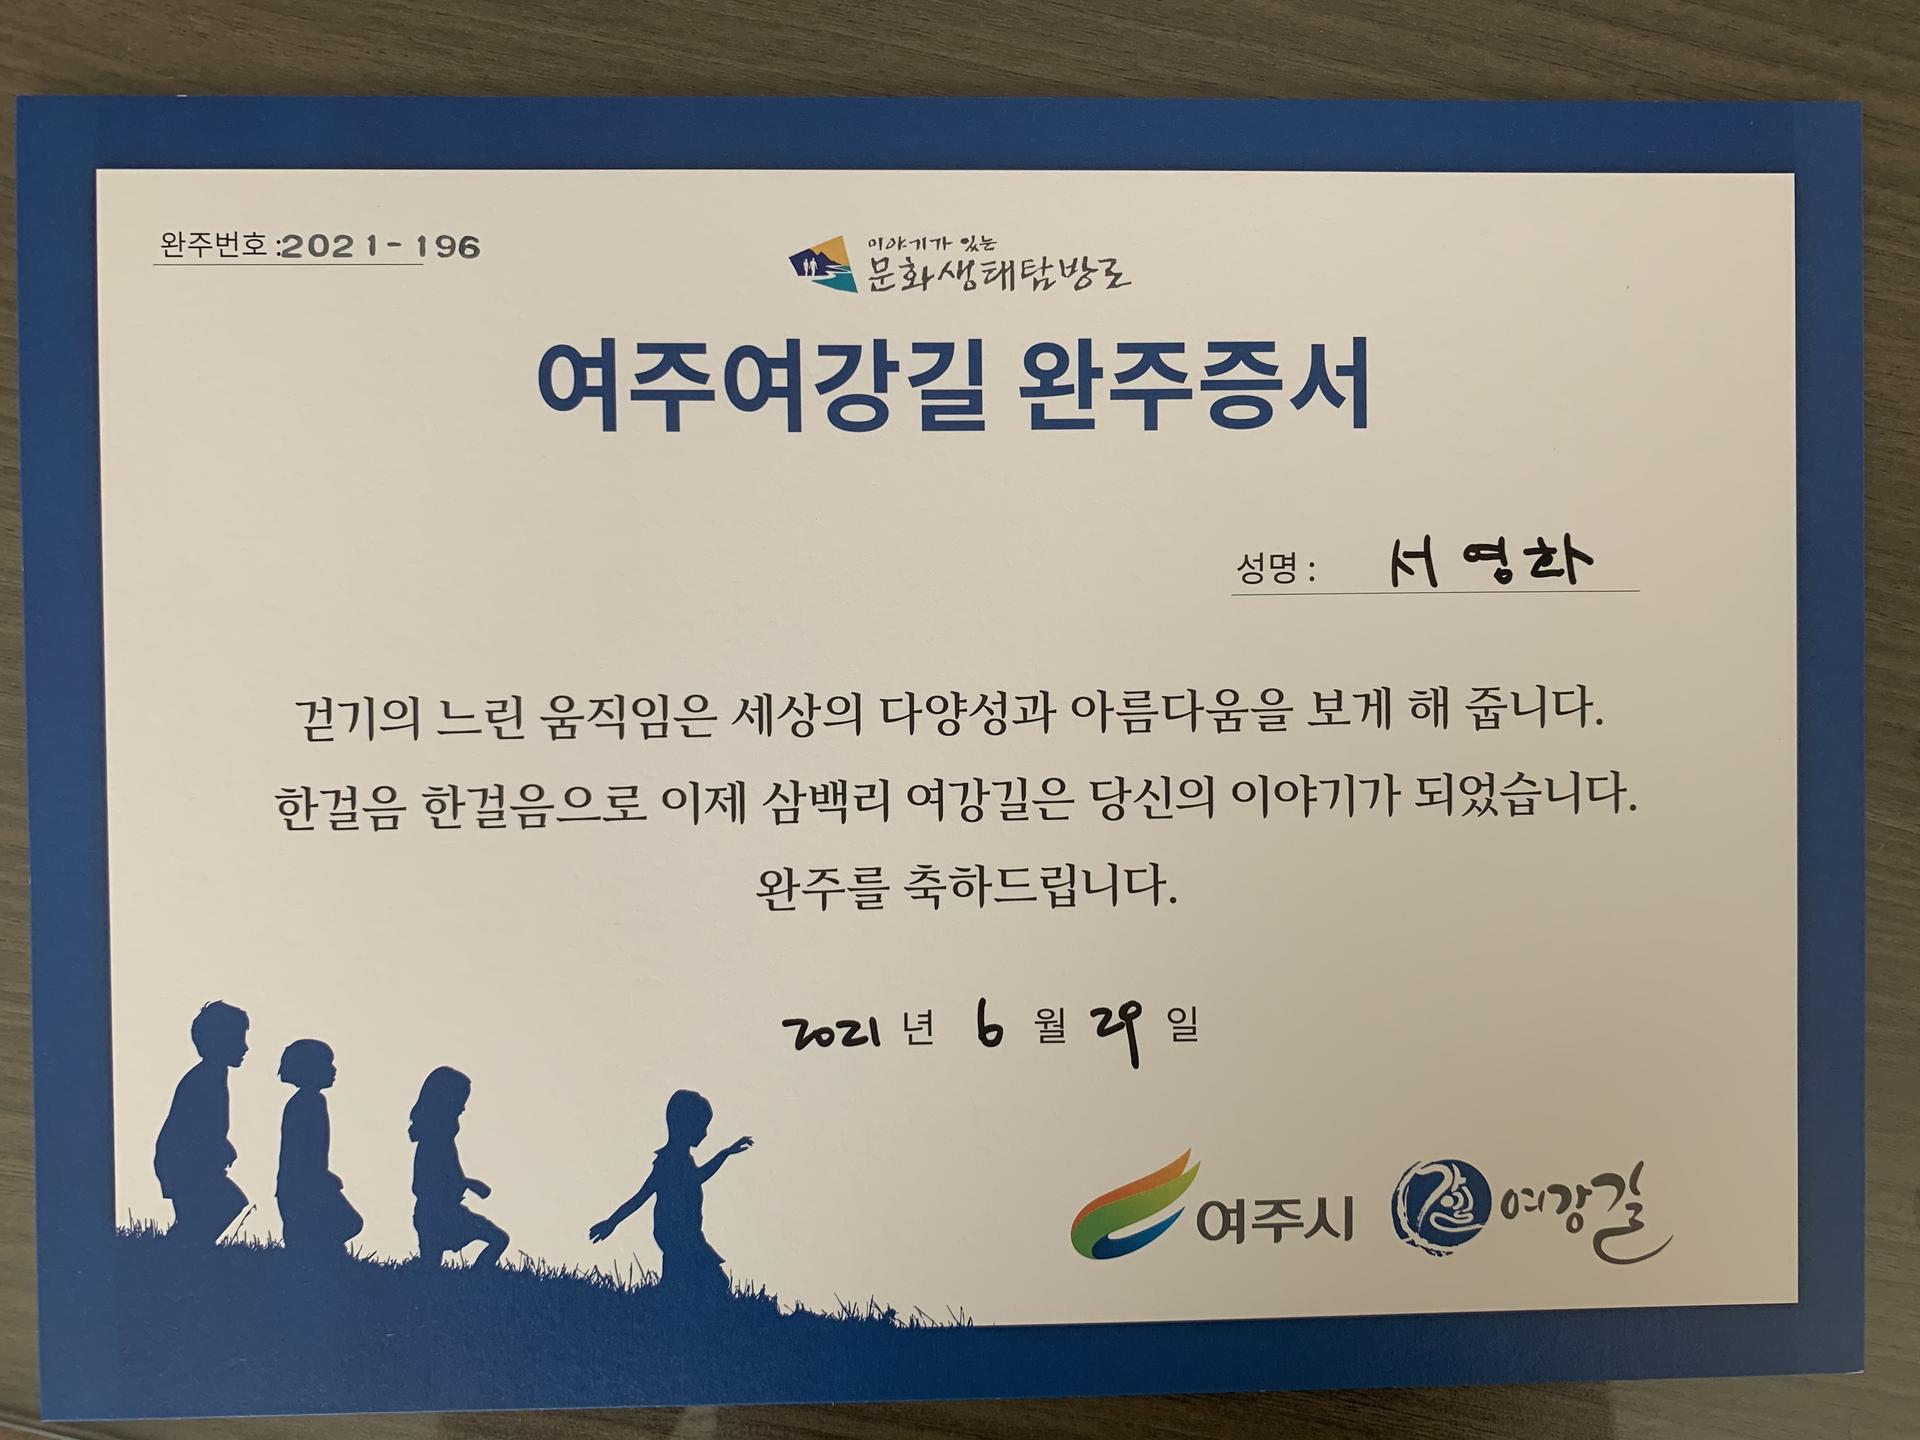 완주번호 :2021-196
이야기가 있는
문화생태탐방로
여주여강길 완주증서
성명 : 서영화
걷기의 느린 움직임은 세상의 다양성과 아름다움을 보게 해 줍니다.
한걸음 한걸음으로 이제 삼백리 여강길은 당신의 이야기가 되었습니다.
완주를 축하드립니다.
2021 년 6 월 29 일
여주시
여강길